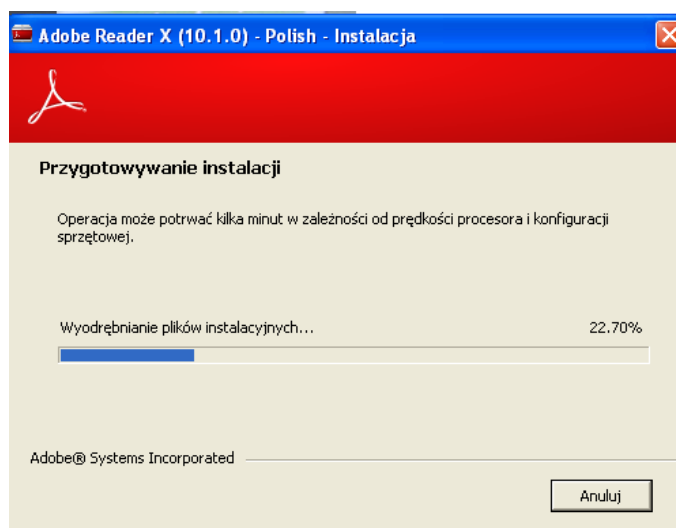 Adobe Reader X (10.1.0) - Polish - Instalacja
Przygotowywanie instalacji
Operacja może potrwać kilka minut w zależności od prędkości procesora i konfiguracji
sprzętowej.
Wyodrębnianie plików instalacyjnych... 22.70%
Adobe® Systems Incorporated
Anuluj